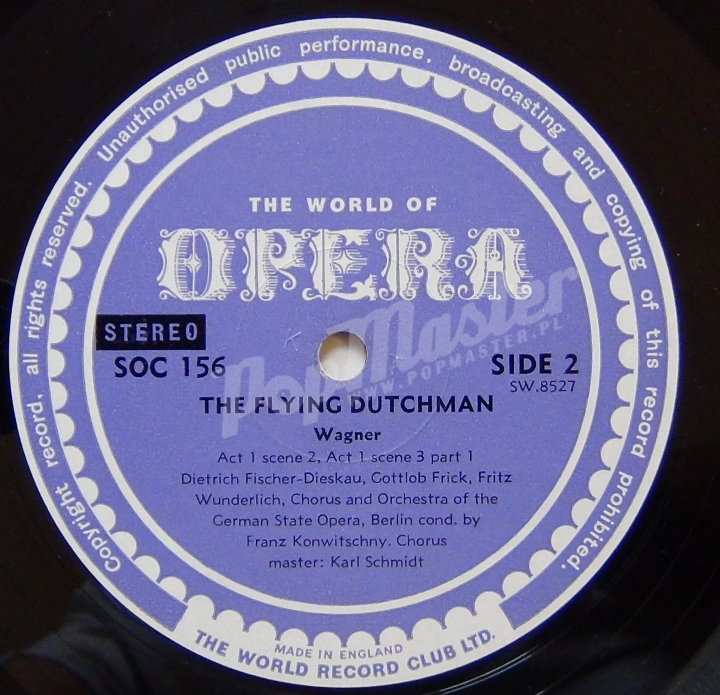 Copyright record, all rights reserved. Unauthorised public performance, broadcasting and copying of this record prohibited.
THE WORLD OF
OPERA
STEREO
SOC 156
SIDE 2
SW.8527
THE FLYING DUTCHMAN
Wagner
Act 1 scene 2, Act 1 scene 3 part 1
Dietrich Fischer-Dieskau, Gottlob Frick, Fritz
Wunderlich, Chorus and Orchestra of the
German State Opera, Berlin cond. by
Franz Konwitschny. Chorus
master: Karl Schmidt
MADE IN ENGLAND
THE WORLD RECORD CLUB LTD.
PopMaster
WWW.POPMASTER.PL